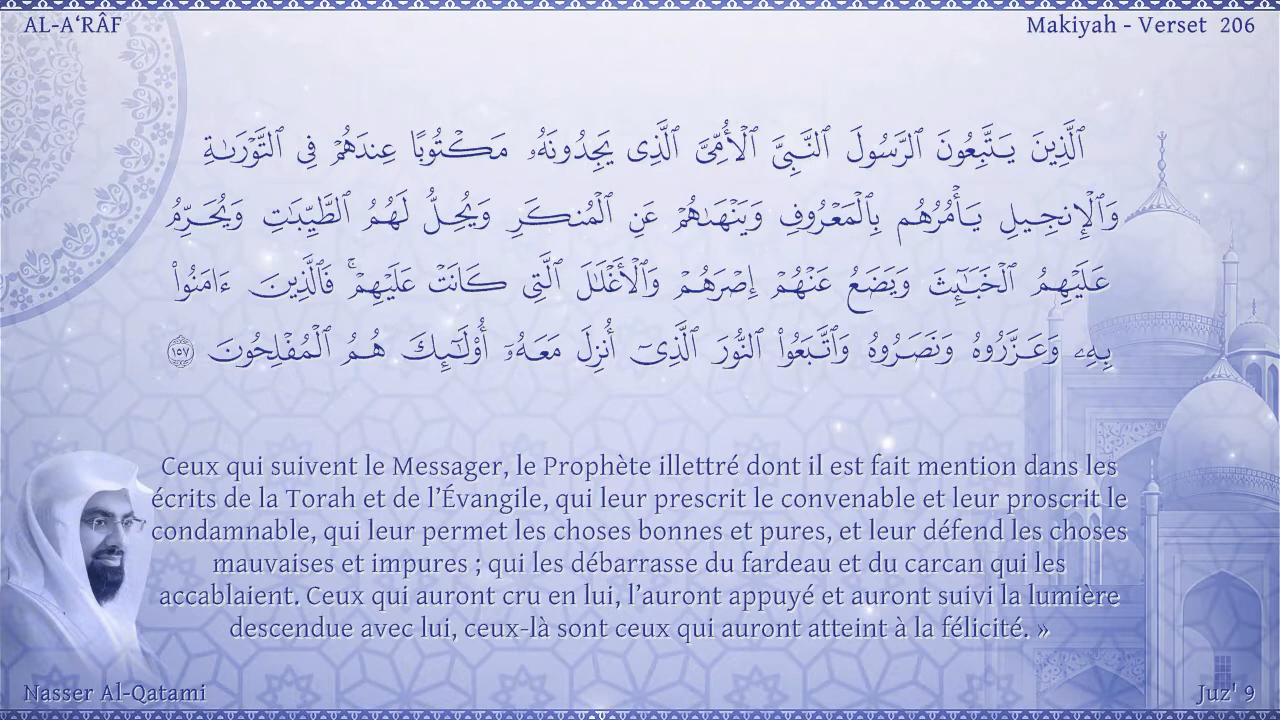 AL-A‘RÂF
Makiyah - Verset 206
ٱلَّذِينَ يَتَّبِعُونَ ٱلرَّسُولَ ٱلنَّبِىَّ ٱلْأُمِّىَّ ٱلَّذِى يَجِدُونَهُۥ مَكْتُوبًا عِندَهُمْ فِى ٱلتَّوْرَىٰةِ
وَٱلْإِنجِيلِ يَأْمُرُهُم بِٱلْمَعْرُوفِ وَيَنْهَىٰهُمْ عَنِ ٱلْمُنكَرِ وَيُحِلُّ لَهُمُ ٱلطَّيِّبَٰتِ وَيُحَرِّمُ
عَلَيْهِمُ ٱلْخَبَٰٓئِثَ وَيَضَعُ عَنْهُمْ إِصْرَهُمْ وَٱلْأَغْلَٰلَ ٱلَّتِى كَانَتْ عَلَيْهِمْ ۚ فَٱلَّذِينَ ءَامَنُوا۟
بِهِۦ وَعَزَّرُوهُ وَنَصَرُوهُ وَٱتَّبَعُوا۟ ٱلنُّورَ ٱلَّذِىٓ أُنزِلَ مَعَهُۥٓ أُو۟لَٰٓئِكَ هُمُ ٱلْمُفْلِحُونَ ١٥٧
Ceux qui suivent le Messager, le Prophète illettré dont il est fait mention dans les
écrits de la Torah et de l’Évangile, qui leur prescrit le convenable et leur proscrit le
condamnable, qui leur permet les choses bonnes et pures, et leur défend les choses
mauvaises et impures ; qui les débarrasse du fardeau et du carcan qui les
accablaient. Ceux qui auront cru en lui, l’auront appuyé et auront suivi la lumière
descendue avec lui, ceux-là sont ceux qui auront atteint à la félicité. »
Nasser Al-Qatami
Juz' 9